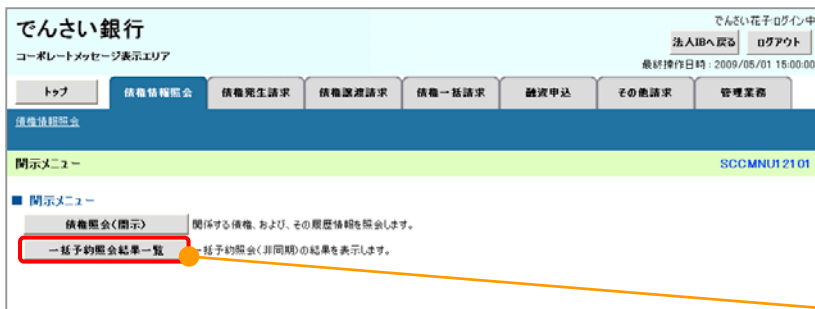 でんさい銀行
コーポレートメッセージ表示エリア
でんさい花子:ログイン中
法人IBへ戻る ログアウト
最終操作日時：2009/05/01 15:00:00
トップ 債権情報照会 債権発生請求 債権譲渡請求 債権一括請求 融資申込 その他請求 管理業務
債権情報照会
開示メニュー SCCMNU12101
■ 開示メニュー
債権照会（開示） 関係する債権、および、その履歴情報を照会します。
一括予約照会結果一覧 一括予約照会（非同期）の結果を表示します。